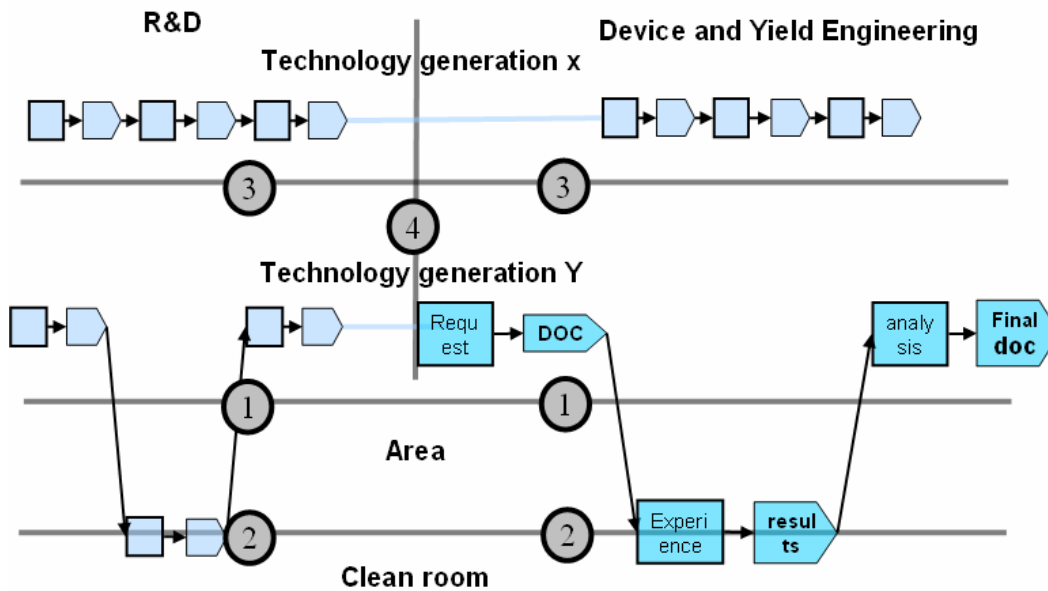 R&D
Device and Yield Engineering
Technology generation x
3
3
4
Technology generation Y
Requ
est
DOC
analy
sis
Final
doc
1
1
Area
2
2
Experi
ence
resul
ts
Clean room